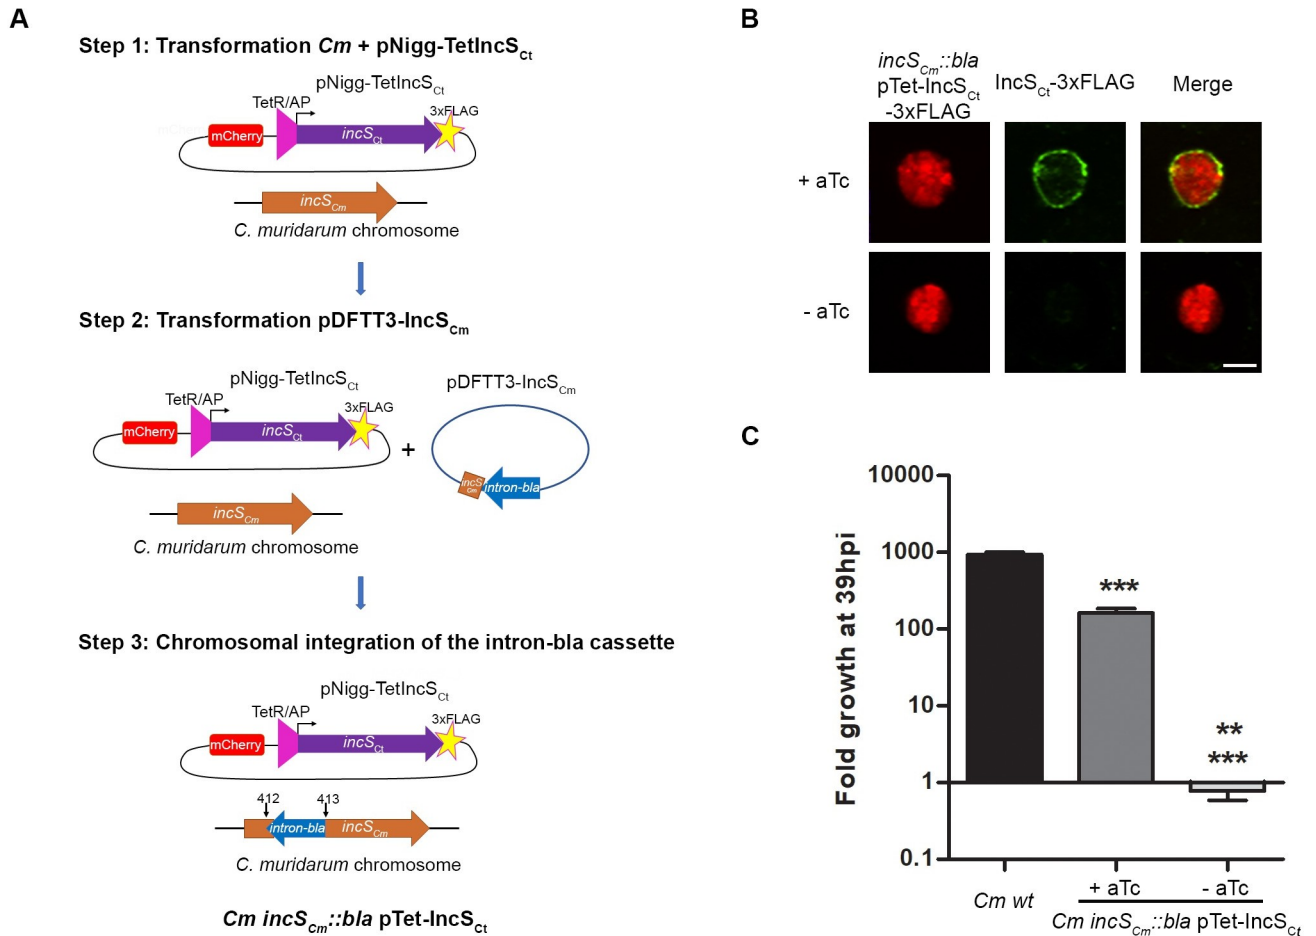 A
Step 1: Transformation Cm + pNigg-TetIncSCt
pNigg-TetIncSCt
TetR/AP
3xFLAG
mCherry
incSCt
incSCm
C. muridarum chromosome
Step 2: Transformation pDFTT3-IncSCm
pNigg-TetIncSCt
TetR/AP
3xFLAG
mCherry
incSCt
+
pDFTT3-IncSCm
incS
Cm
intron-bla
incSCm
C. muridarum chromosome
Step 3: Chromosomal integration of the intron-bla cassette
pNigg-TetIncSCt
TetR/AP
3xFLAG
mCherry
incSCt
412
413
intron-bla
incSCm
C. muridarum chromosome
Cm incSCm::bla pTet-IncSCt
B
incSCm::bla
pTet-IncSCt
-3xFLAG
IncSCt-3xFLAG
Merge
+ aTc
- aTc
C
Fold growth at 39hpi
10000
1000
100
10
1
0.1
***
**
***
Cm wt
+ aTc
- aTc
Cm incSCm::bla pTet-IncSCt